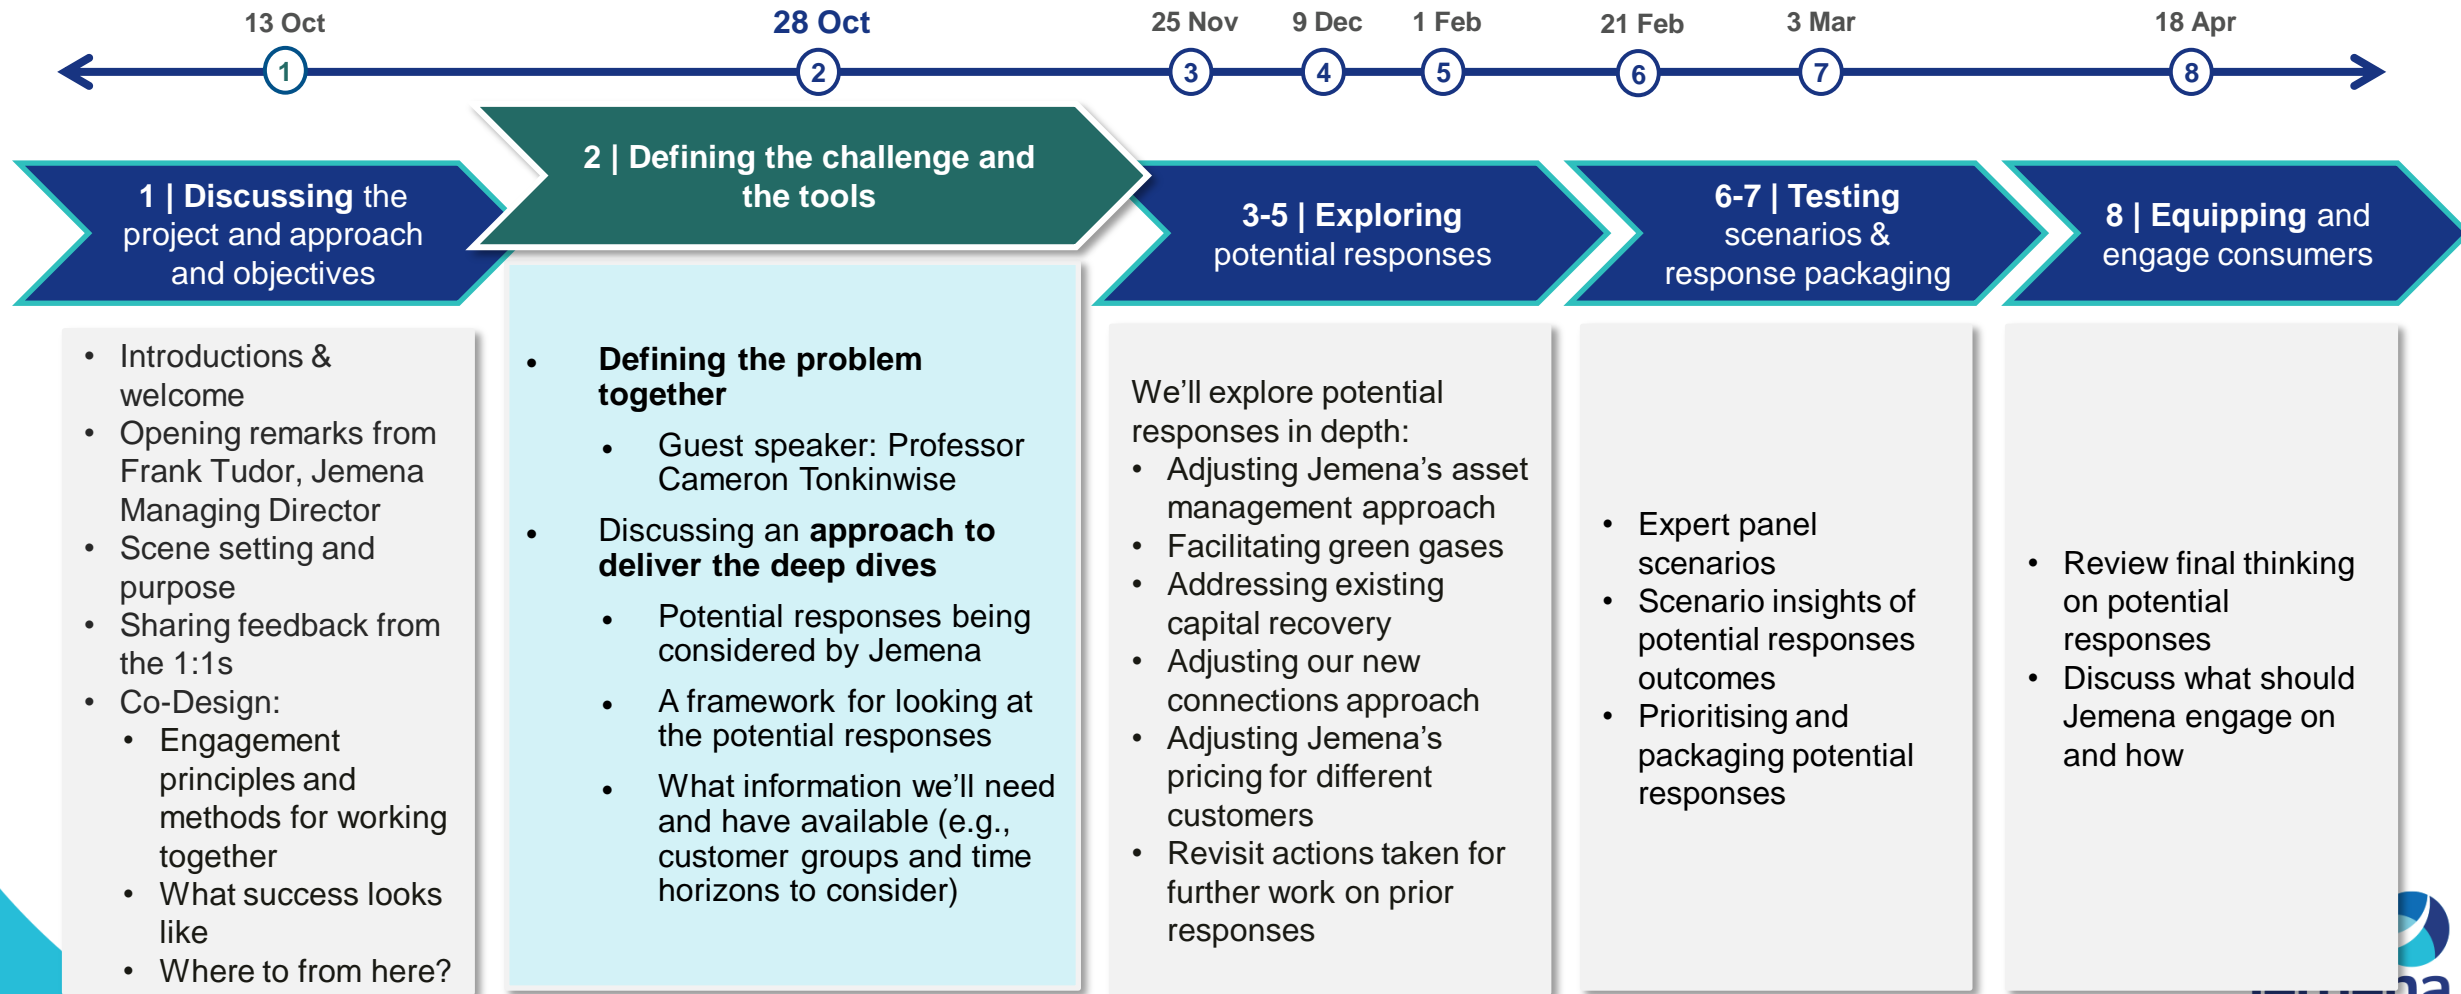 13 Oct
28 Oct
25 Nov
9 Dec
1 Feb
21 Feb
3 Mar
18 Apr
1
2
3
4
5
6
7
8
1 | Discussing the
project and approach
and objectives
2 | Defining the challenge and
the tools
3-5 | Exploring
potential responses
6-7 | Testing
scenarios &
response packaging
8 | Equipping and
engage consumers
• Introductions &
welcome
• Opening remarks from
Frank Tudor, Jemena
Managing Director
• Scene setting and
purpose
• Sharing feedback from
the 1:1s
• Co-Design:
• Engagement
principles and
methods for working
together
• What success looks
like
• Where to from here?
• Defining the problem
together
• Guest speaker: Professor
Cameron Tonkinwise
• Discussing an approach to
deliver the deep dives
• Potential responses being
considered by Jemena
• A framework for looking at
the potential responses
• What information we’ll need
and have available (e.g.,
customer groups and time
horizons to consider)
We’ll explore potential
responses in depth:
• Adjusting Jemena’s asset
management approach
• Facilitating green gases
• Addressing existing
capital recovery
• Adjusting our new
connections approach
• Adjusting Jemena’s
pricing for different
customers
• Revisit actions taken for
further work on prior
responses
• Expert panel
scenarios
• Scenario insights of
potential responses
outcomes
• Prioritising and
packaging potential
responses
• Review final thinking
on potential
responses
• Discuss what should
Jemena engage on
and how